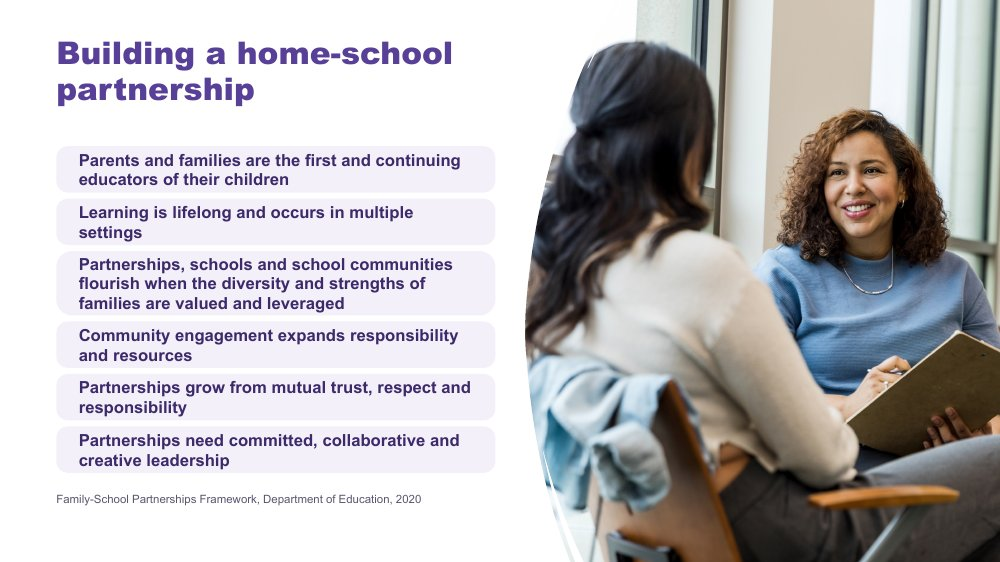 Building a home-school
partnership
Parents and families are the first and continuing
educators of their children
Learning is lifelong and occurs in multiple
settings
Partnerships, schools and school communities
flourish when the diversity and strengths of
families are valued and leveraged
Community engagement expands responsibility
and resources
Partnerships grow from mutual trust, respect and
responsibility
Partnerships need committed, collaborative and
creative leadership
Family-School Partnerships Framework, Department of Education, 2020